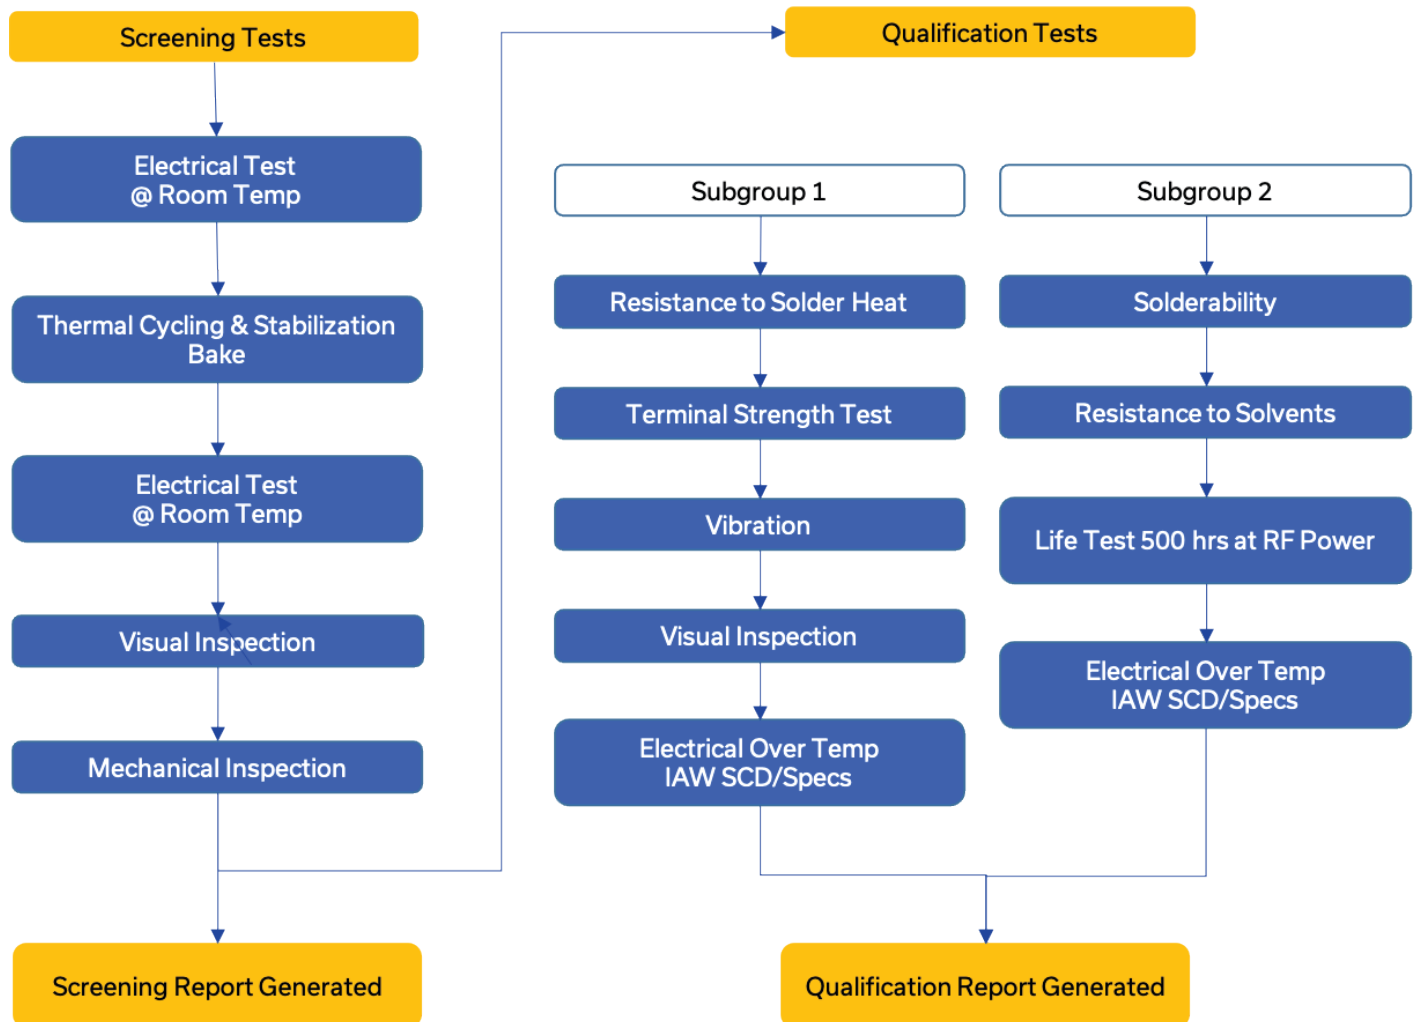 Screening Tests
Electrical Test
@ Room Temp
Thermal Cycling & Stabilization
Bake
Electrical Test
@ Room Temp
Visual Inspection
Mechanical Inspection
Screening Report Generated
Qualification Tests
Subgroup 1
Resistance to Solder Heat
Terminal Strength Test
Vibration
Visual Inspection
Electrical Over Temp
IAW SCD/Specs
Subgroup 2
Solderability
Resistance to Solvents
Life Test 500 hrs at RF Power
Electrical Over Temp
IAW SCD/Specs
Qualification Report Generated